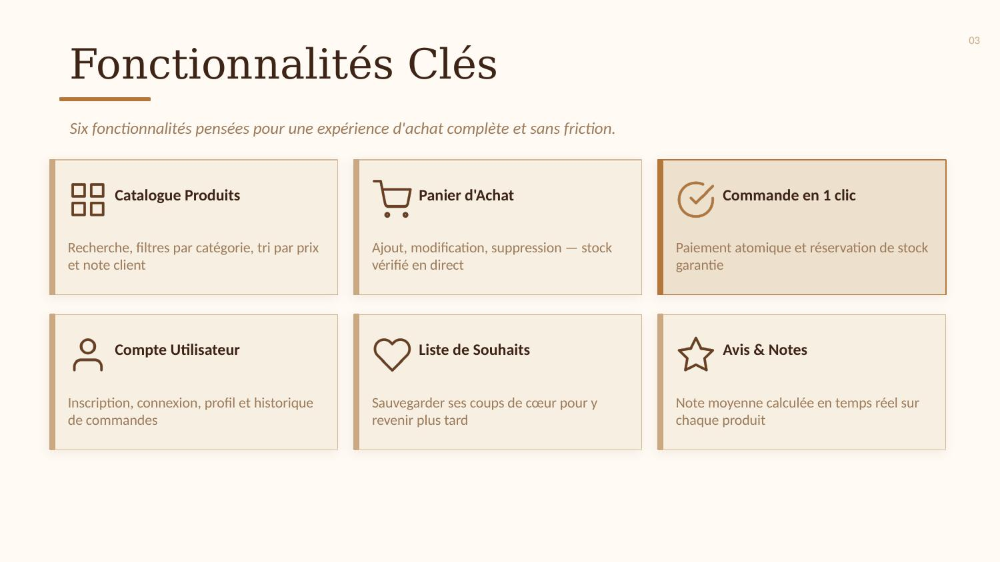 03
Fonctionnalités Clés
Six fonctionnalités pensées pour une expérience d'achat complète et sans friction.
Catalogue Produits
Recherche, filtres par catégorie, tri par prix
et note client
Panier d'Achat
Ajout, modification, suppression — stock
vérifié en direct
Commande en 1 clic
Paiement atomique et réservation de stock
garantie
Compte Utilisateur
Inscription, connexion, profil et historique
de commandes
Liste de Souhaits
Sauvegarder ses coups de cœur pour y
revenir plus tard
Avis & Notes
Note moyenne calculée en temps réel sur
chaque produit